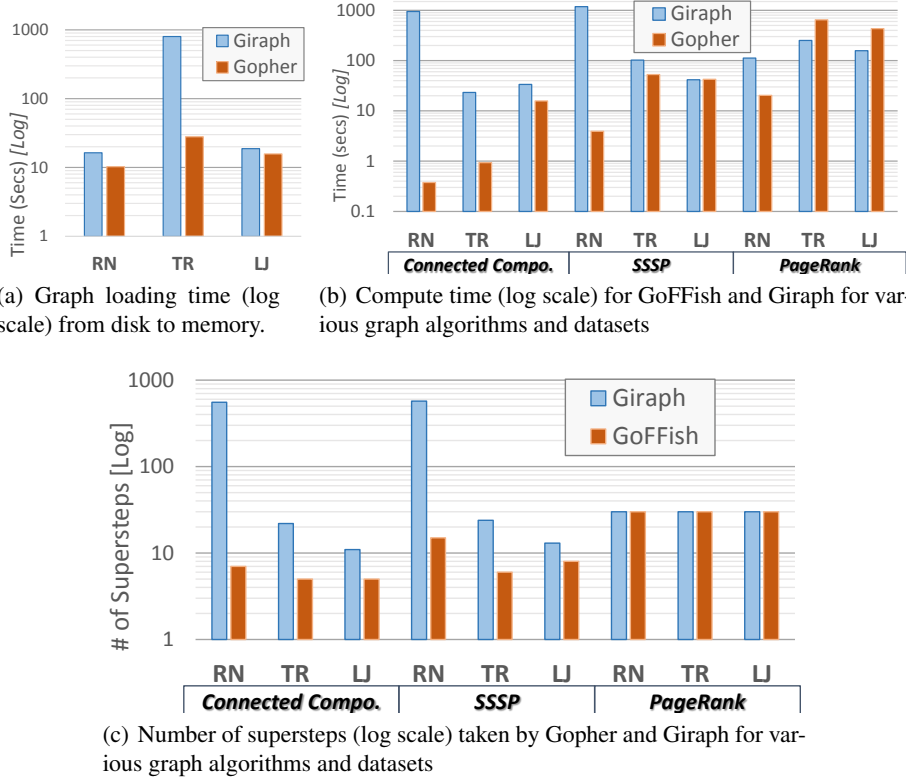 1000
100
10
1
Time (Secs) [Log]
Giraph
Gopher
RN TR LJ
(a) Graph loading time (log
scale) from disk to memory.
1000
100
10
1
0.1
Time (secs) [Log]
Giraph
Gopher
RN TR LJ RN TR LJ RN TR LJ
Connected Compo. SSSP PageRank
(b) Compute time (log scale) for GoFFish and Giraph for var-
ious graph algorithms and datasets
1000
100
10
1
# of Supersteps [Log]
Giraph
GoFFish
RN TR LJ RN TR LJ RN TR LJ
Connected Compo. SSSP PageRank
(c) Number of supersteps (log scale) taken by Gopher and Giraph for var-
ious graph algorithms and datasets